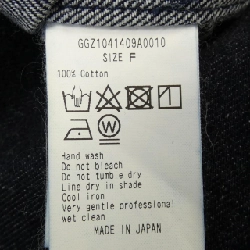 GGZ1041409A0010
SIZE F
100% Cotton
W
Hand wash
Do not bleach
Do not tumble dry
Line dry in shade
Cool iron
Very gentle professional
wet clean
MADE IN JAPAN